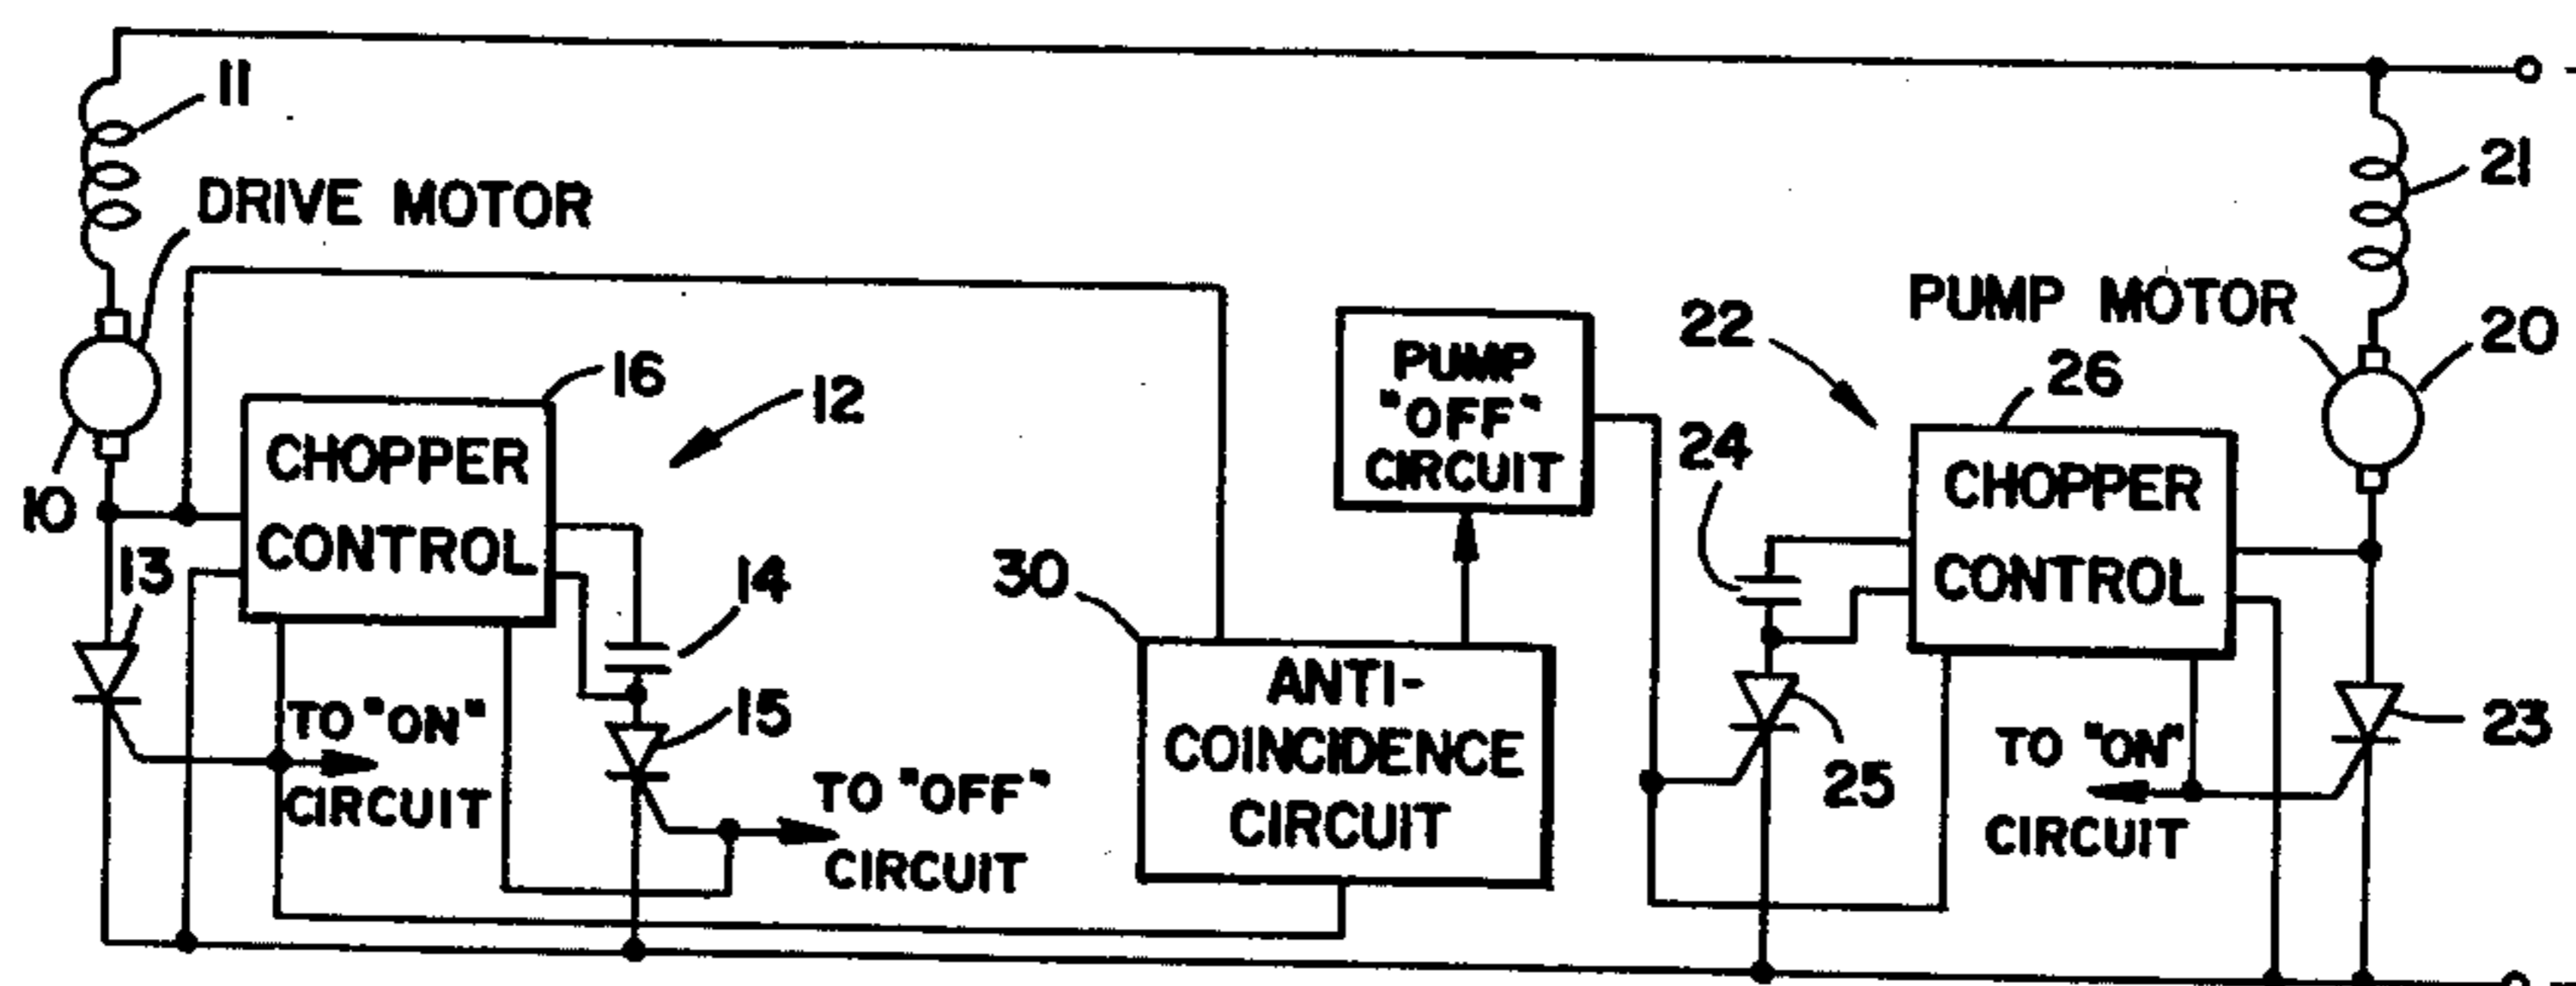 11
DRIVE MOTOR
10
13
16
CHOPPER
CONTROL
12
14
15
TO "ON"
CIRCUIT
TO "OFF"
CIRCUIT
30
ANTI-
COINCIDENCE
CIRCUIT
PUMP
"OFF"
CIRCUIT
22
24
25
PUMP MOTOR
26
CHOPPER
CONTROL
21
20
TO "ON"
CIRCUIT
23